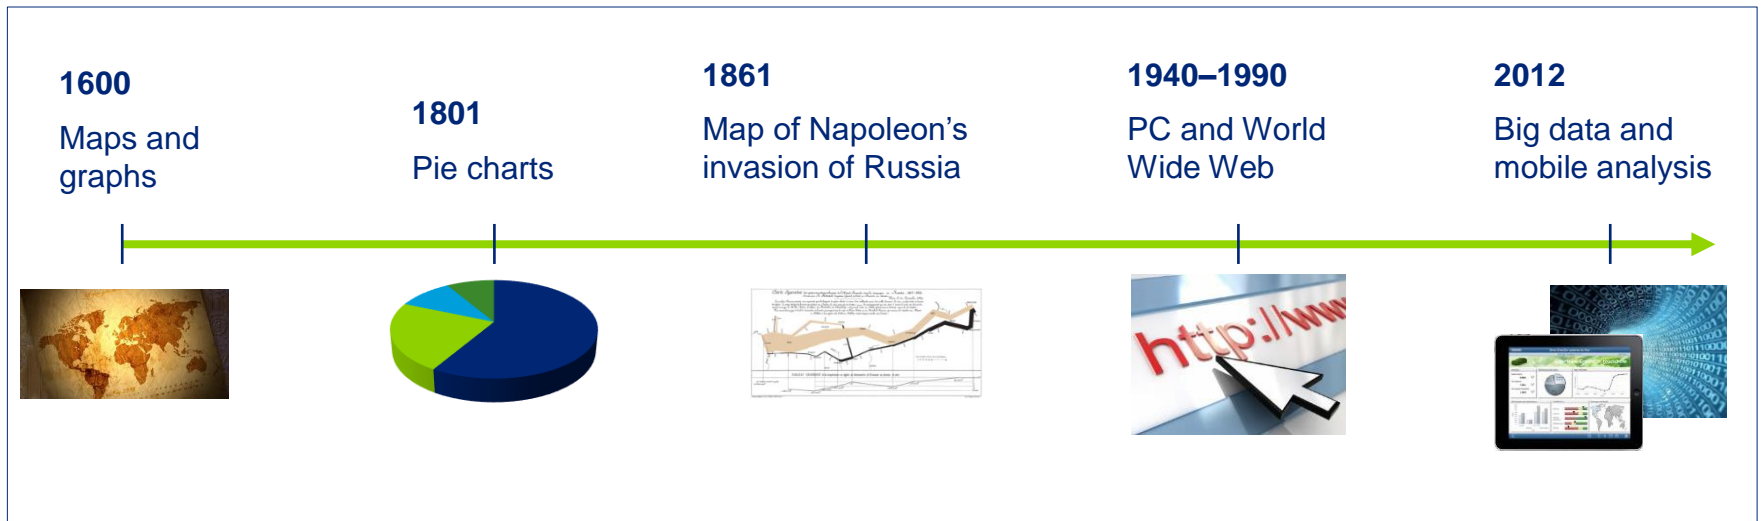 1600
Maps and
graphs
1801
Pie charts
1861
Map of Napoleon's
invasion of Russia
1940–1990
PC and World
Wide Web
2012
Big data and
mobile analysis
http://www